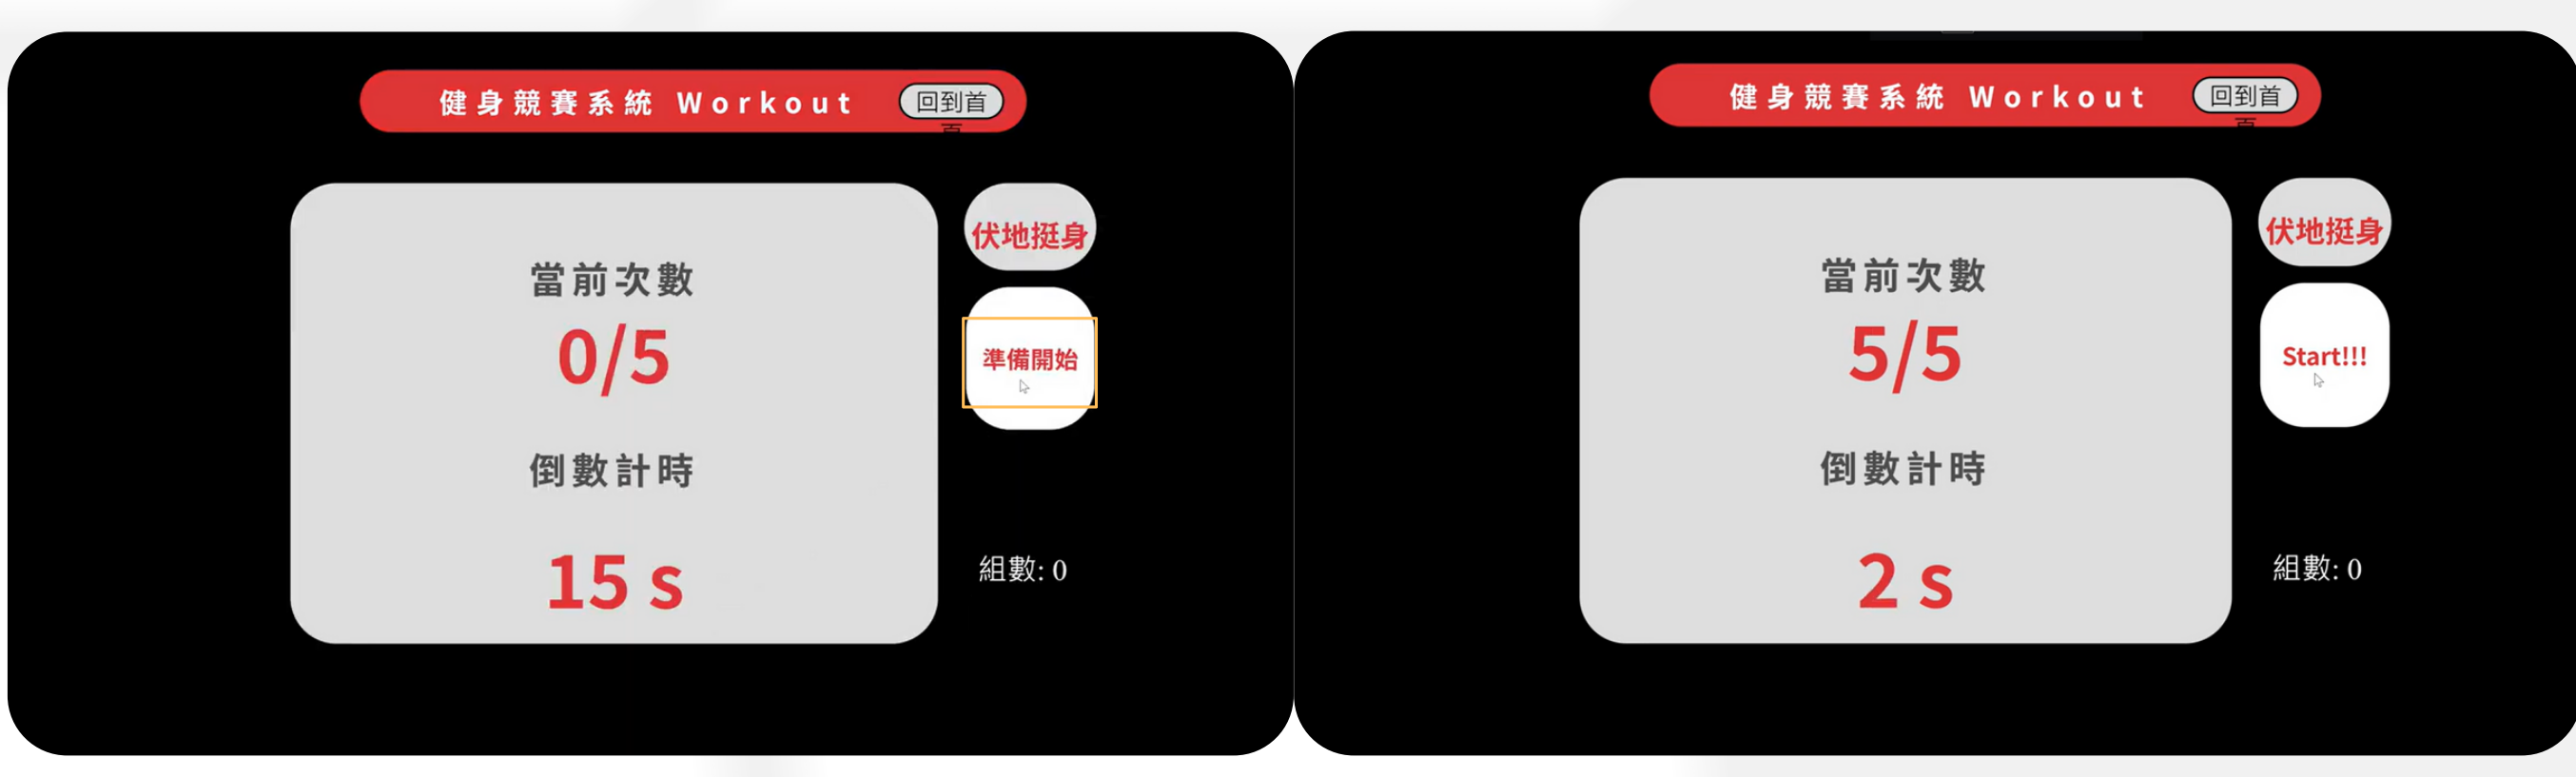 健身競賽系統 Workout
回到首
頁
伏地挺身
當前次數
0/5
準備開始
倒數計時
15 s
組數: 0
健身競賽系統 Workout
回到首
頁
伏地挺身
當前次數
5/5
Start!!!
倒數計時
2 s
組數: 0